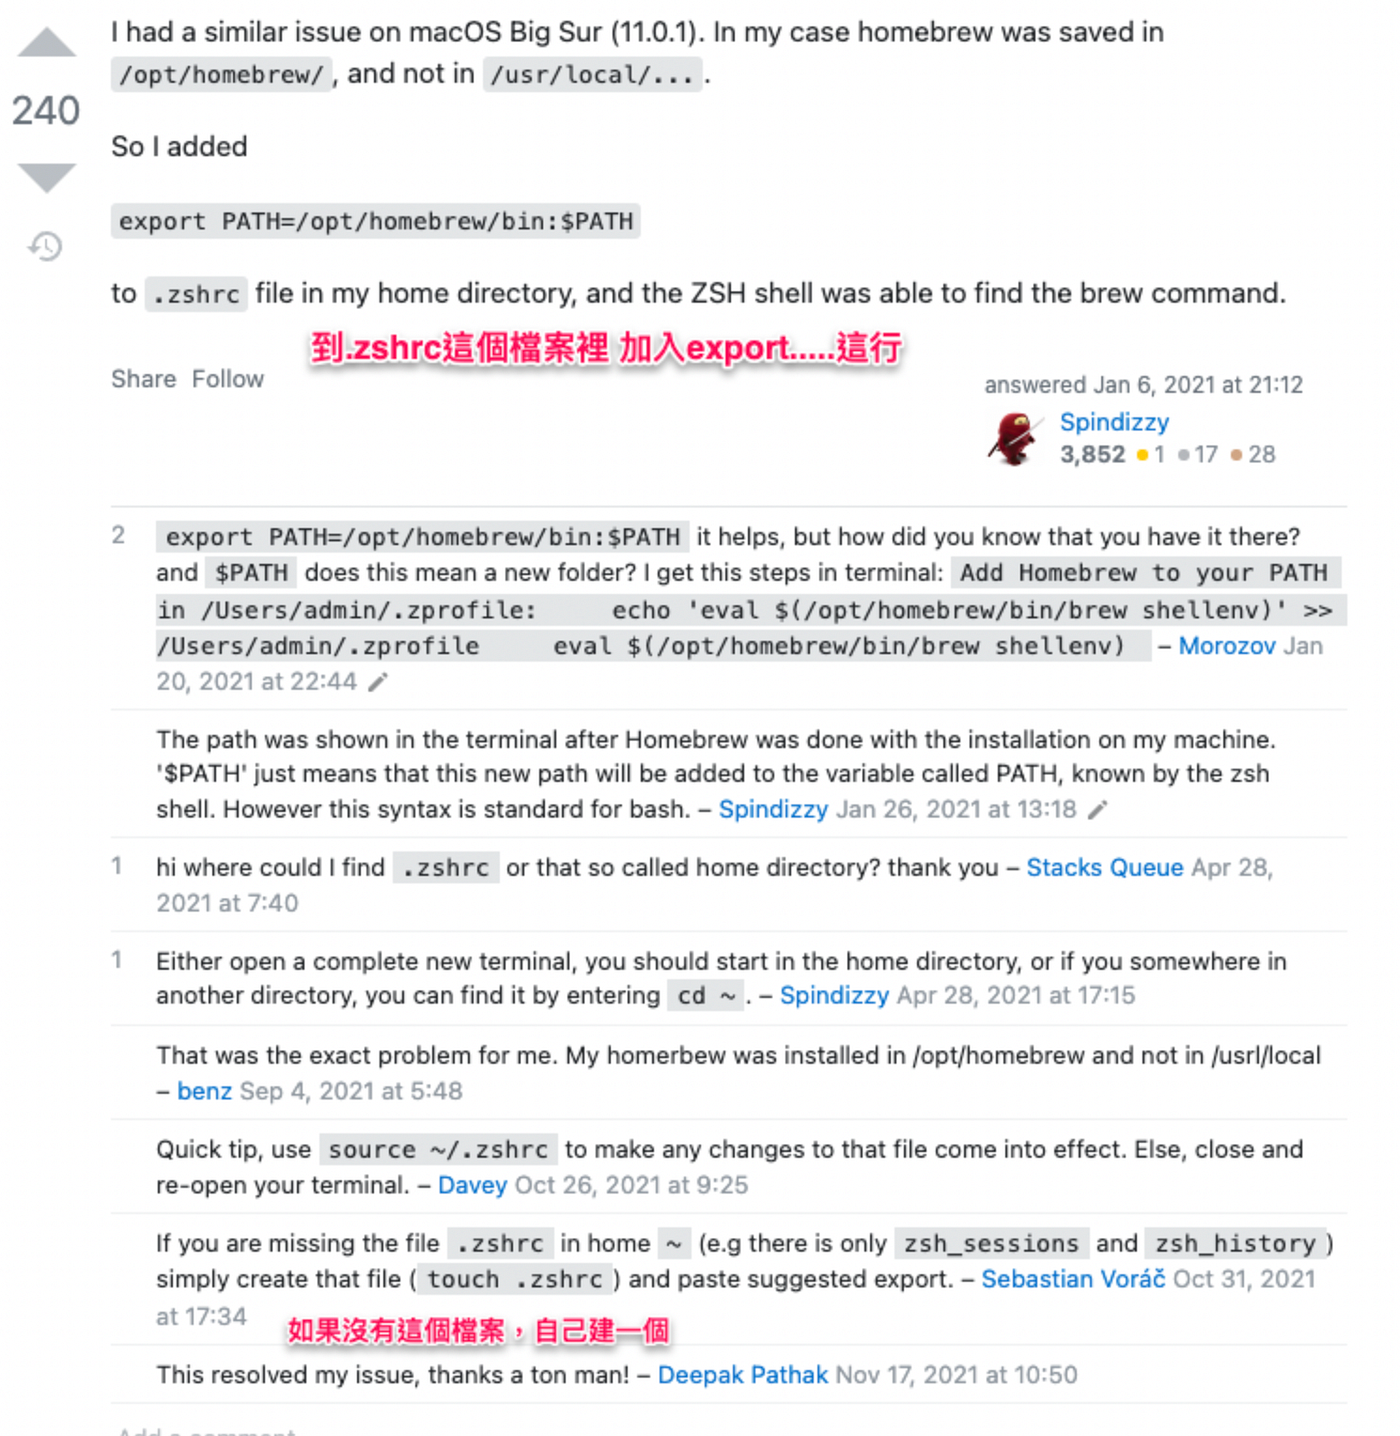 I had a similar issue on macOS Big Sur (11.0.1). In my case homebrew was saved in
/opt/homebrew/ , and not in /usr/local/... .
240
So I added
export PATH=/opt/homebrew/bin:$PATH
to .zshrc file in my home directory, and the ZSH shell was able to find the brew command.
到.zshrc這個檔案裡 加入export.....這行
Share Follow
answered Jan 6, 2021 at 21:12
Spindizzy
3,852 1 17 28
2
export PATH=/opt/homebrew/bin:$PATH it helps, but how did you know that you have it there?
and $PATH does this mean a new folder? I get this steps in terminal: Add Homebrew to your PATH
in /Users/admin/.zprofile: echo 'eval $(/opt/homebrew/bin/brew shellenv)' >>
/Users/admin/.zprofile eval $(/opt/homebrew/bin/brew shellenv) – Morozov Jan
20, 2021 at 22:44
The path was shown in the terminal after Homebrew was done with the installation on my machine.
'$PATH' just means that this new path will be added to the variable called PATH, known by the zsh
shell. However this syntax is standard for bash. – Spindizzy Jan 26, 2021 at 13:18
1
hi where could I find .zshrc or that so called home directory? thank you – Stacks Queue Apr 28,
2021 at 7:40
1
Either open a complete new terminal, you should start in the home directory, or if you somewhere in
another directory, you can find it by entering cd ~ . – Spindizzy Apr 28, 2021 at 17:15
That was the exact problem for me. My homerbew was installed in /opt/homebrew and not in /usrl/local
– benz Sep 4, 2021 at 5:48
Quick tip, use source ~/.zshrc to make any changes to that file come into effect. Else, close and
re-open your terminal. – Davey Oct 26, 2021 at 9:25
If you are missing the file .zshrc in home ~ (e.g there is only zsh_sessions and zsh_history )
simply create that file ( touch .zshrc ) and paste suggested export. – Sebastian Voráč Oct 31, 2021
at 17:34
如果沒有這個檔案，自己建一個
This resolved my issue, thanks a ton man! – Deepak Pathak Nov 17, 2021 at 10:50
Add a comment